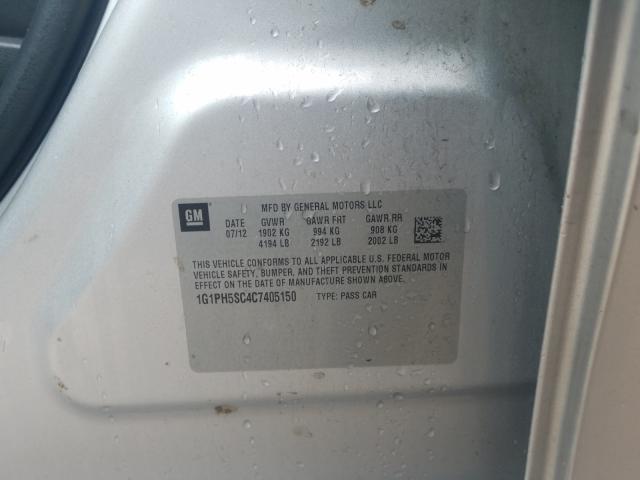 GM
MFD BY GENERAL MOTORS LLC
DATE GVWR GAWR FRT GAWR RR
07/12 1902 KG 994 KG 908 KG
4194 LB 2192 LB 2002 LB
THIS VEHICLE CONFORMS TO ALL APPLICABLE U.S. FEDERAL MOTOR
VEHICLE SAFETY, BUMPER, AND THEFT PREVENTION STANDARDS IN
EFFECT ON THE DATE OF MANUFACTURE SHOWN ABOVE.
1G1PH5SC4C7405150 TYPE: PASS CAR